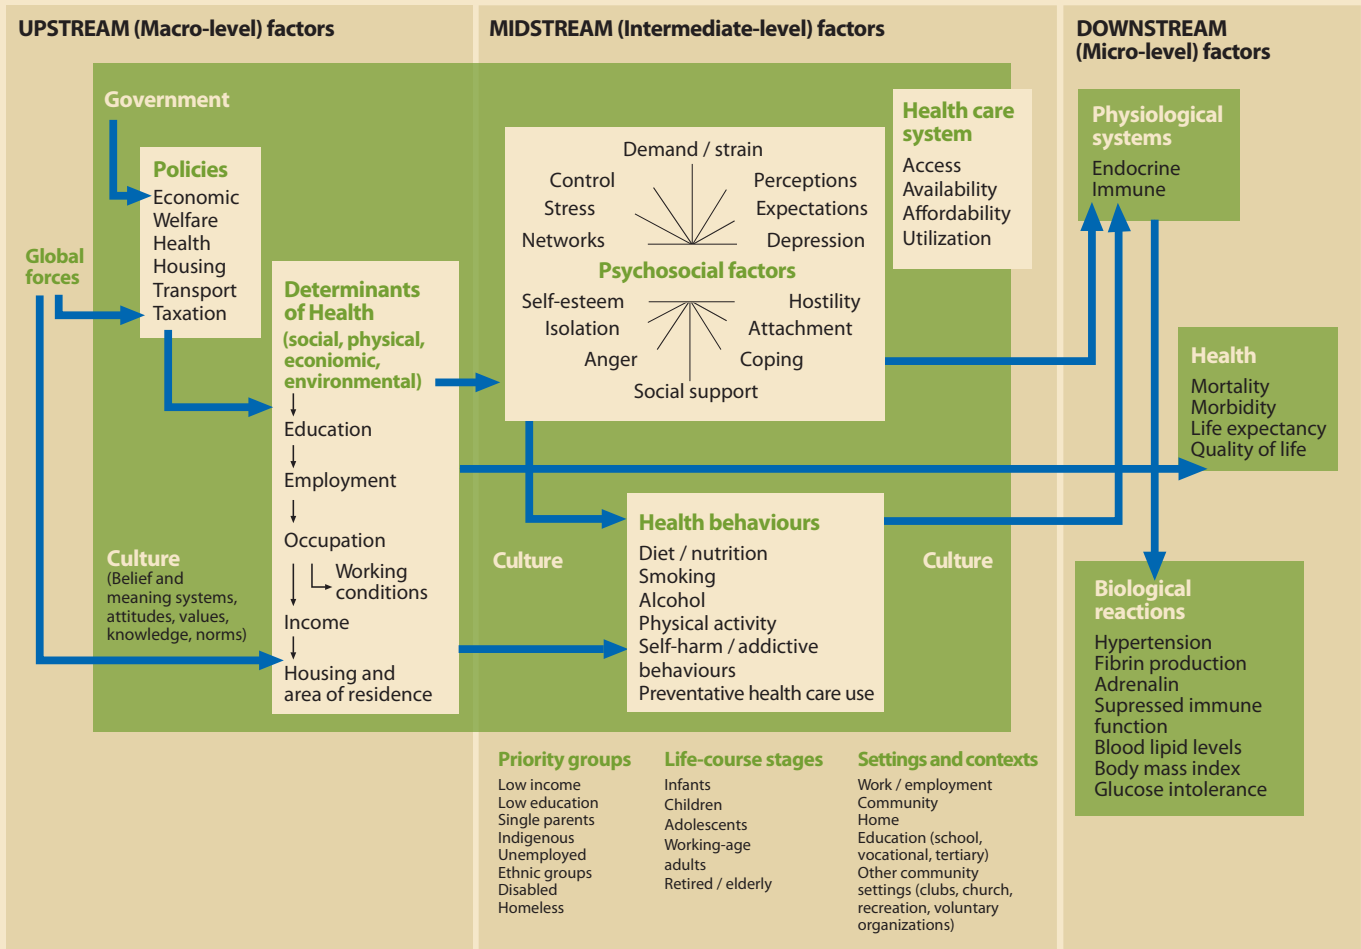 UPSTREAM (Macro-level) factors
Government
Policies
Economic
Welfare
Health
Housing
Transport
Taxation
Global
forces
Determinants
of Health
(social, physical,
econiomic,
environmental)
Education
Employment
Occupation
Working
conditions
Income
Housing and
area of residence
Culture
(Belief and
meaning systems,
attitudes, values,
knowledge, norms)
MIDSTREAM (Intermediate-level) factors
Demand / strain
Control
Perceptions
Stress
Expectations
Networks
Depression
Psychosocial factors
Self-esteem
Hostility
Isolation
Attachment
Anger
Coping
Social support
Health care
system
Access
Availability
Affordability
Utilization
Culture
Health behaviours
Diet / nutrition
Smoking
Alcohol
Physical activity
Self-harm / addictive
behaviours
Preventative health care use
Culture
Priority groups
Low income
Low education
Single parents
Indigenous
Unemployed
Ethnic groups
Disabled
Homeless
Life-course stages
Infants
Children
Adolescents
Working-age
adults
Retired / elderly
Settings and contexts
Work / employment
Community
Home
Education (school,
vocational, tertiary)
Other community
settings (clubs, church,
recreation, voluntary
organizations)
DOWNSTREAM
(Micro-level) factors
Physiological
systems
Endocrine
Immune
Health
Mortality
Morbidity
Life expectancy
Quality of life
Biological
reactions
Hypertension
Fibrin production
Adrenalin
Supressed immune
function
Blood lipid levels
Body mass index
Glucose intolerance